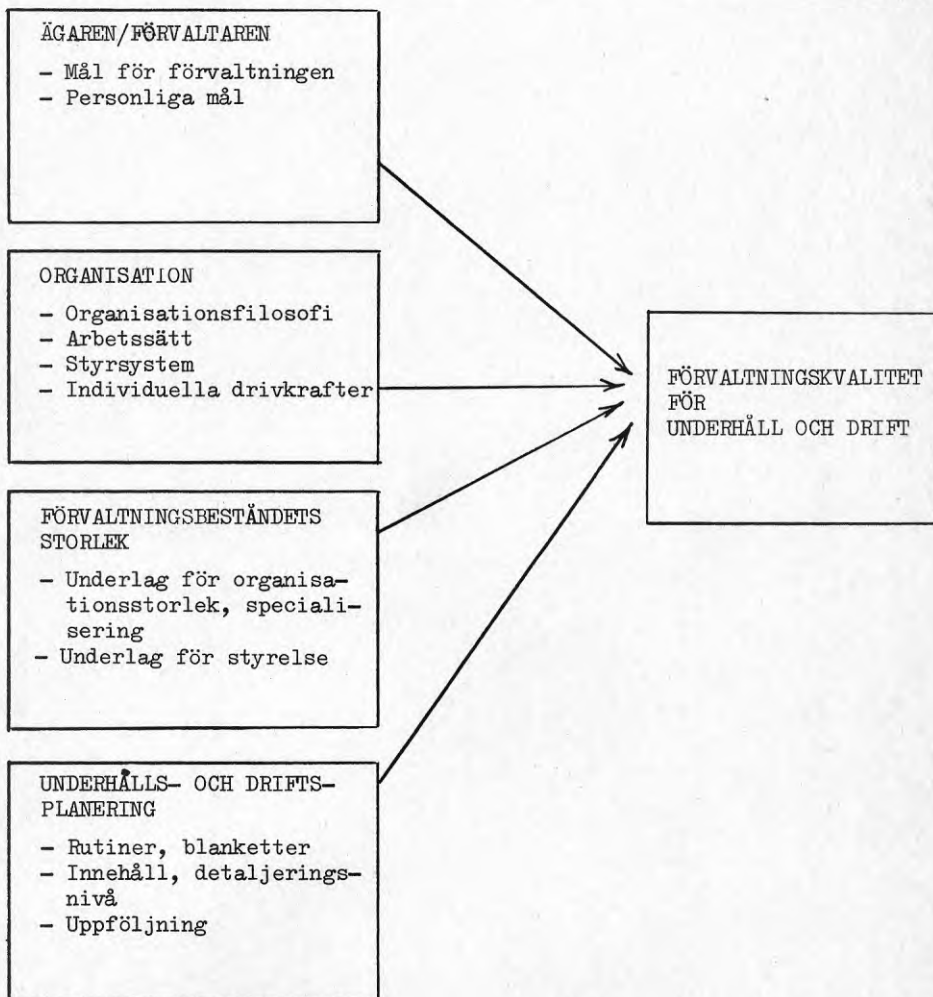 ÄGAREN/FÖRVALTAREN
– Mål för förvaltningen
– Personliga mål
ORGANISATION
– Organisationsfilosofi
– Arbetssätt
– Styrsystem
– Individuella drivkrafter
FÖRVALTNINGSBESTÅNDETS
STORLEK
– Underlag för organisa-
tionsstorlek, speciali-
sering
– Underlag för styrelse
UNDERHÅLLS– OCH DRIFTS–
PLANERING
– Rutiner, blanketter
– Innehåll, detaljerings-
nivå
– Uppföljning
FÖRVALTNINGSKVALITET
FÖR
UNDERHÅLL OCH DRIFT